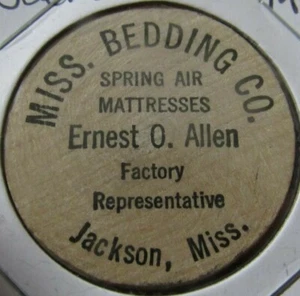 MISS. BEDDING CO.
SPRING AIR
MATTRESSES
Ernest O. Allen
Factory
Representative
Jackson, Miss.